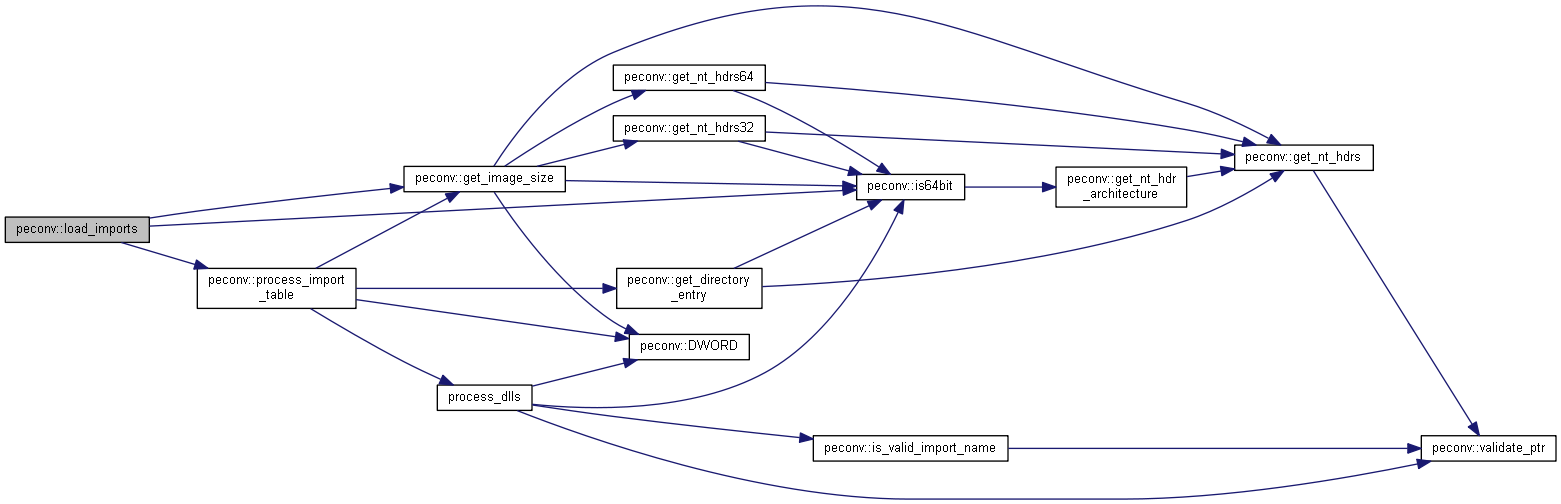 peconv::load_imports
peconv::process_import
_table
peconv::get_image_size
process_dlls
peconv::get_nt_hdrs64
peconv::get_nt_hdrs32
peconv::get_directory
_entry
peconv::DWORD
peconv::is64bit
peconv::is_valid_import_name
peconv::get_nt_hdr
_architecture
peconv::get_nt_hdrs
peconv::validate_ptr